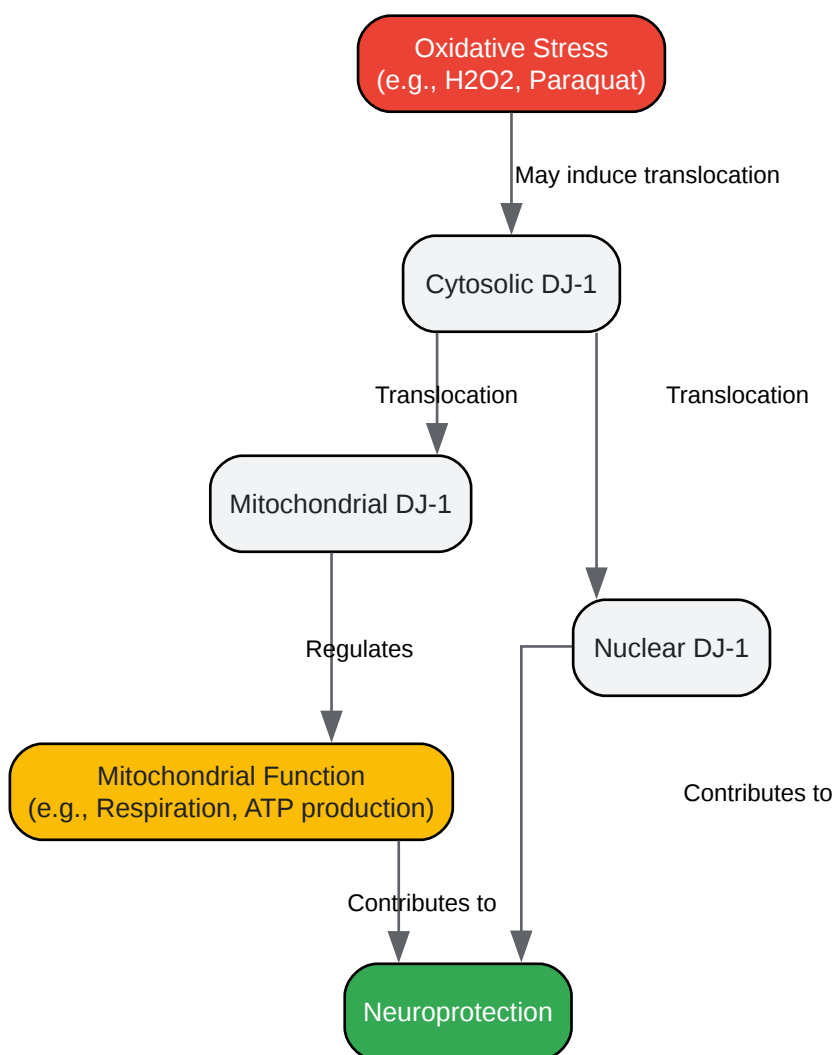 Oxidative Stress
(e.g., H2O2, Paraquat)
May induce translocation
Cytosolic DJ-1
Translocation
Translocation
Mitochondrial DJ-1
Regulates
Nuclear DJ-1
Mitochondrial Function
(e.g., Respiration, ATP production)
Contributes to
Contributes to
Neuroprotection